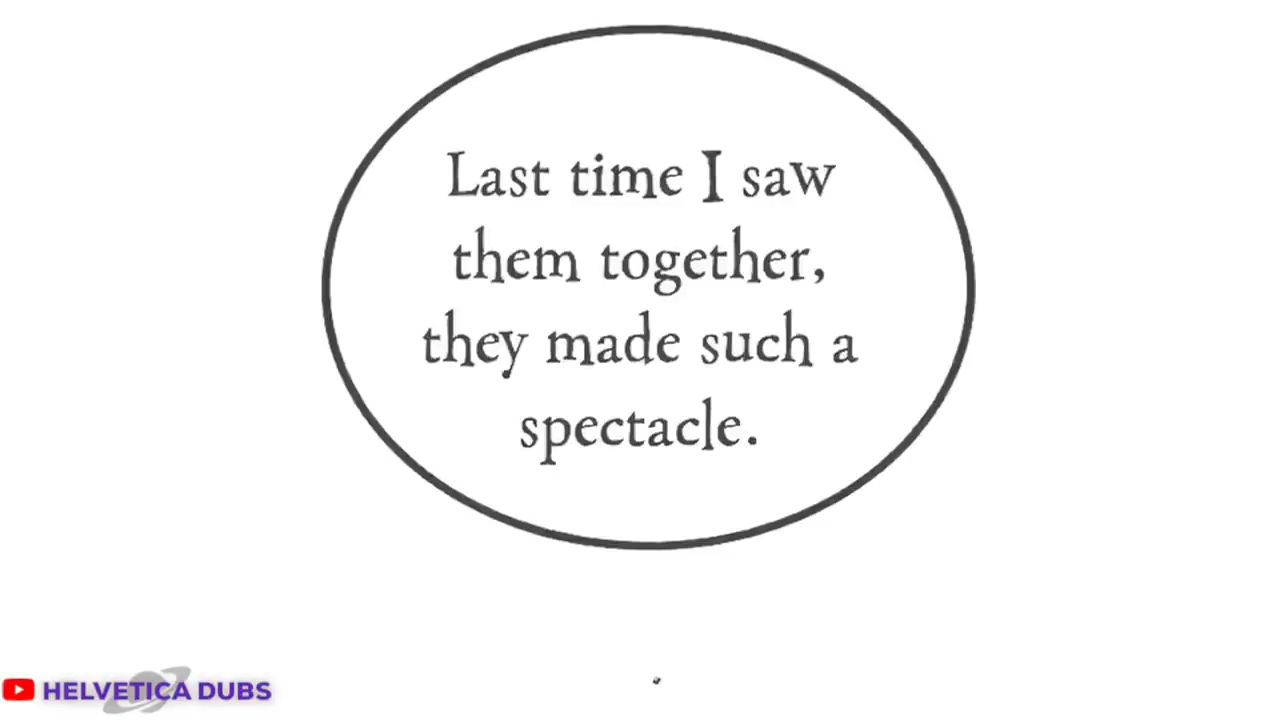 Last time I saw
them together,
they made such a
spectacle.
HELVETICA DUBS